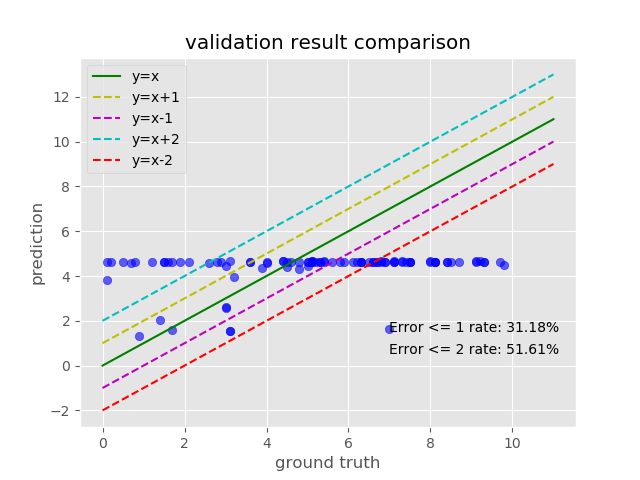 validation result comparison
y=x
y=x+1
y=x-1
y=x+2
y=x-2
12
10
8
6
4
2
0
−2
prediction
Error <= 1 rate: 31.18%
Error <= 2 rate: 51.61%
0 2 4 6 8 10
ground truth